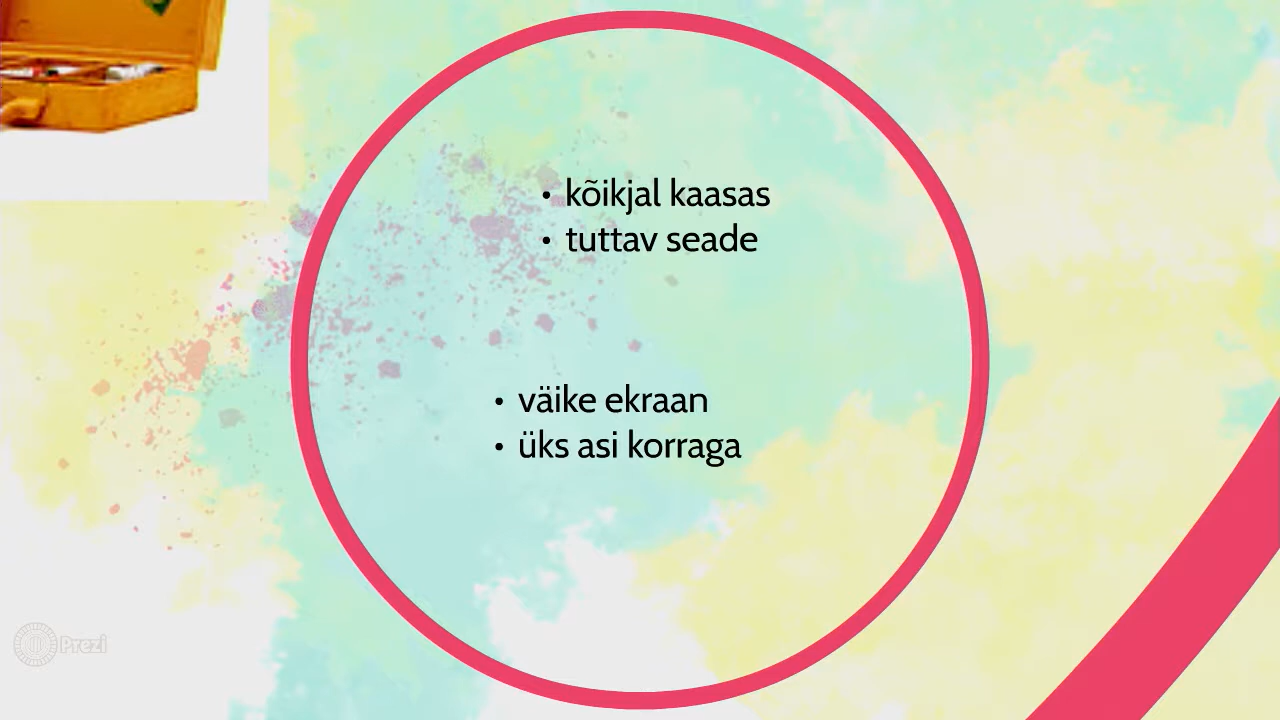 • kõikjal kaasas
• tuttav seade
• väike ekraan
• üks asi korraga
Prezi